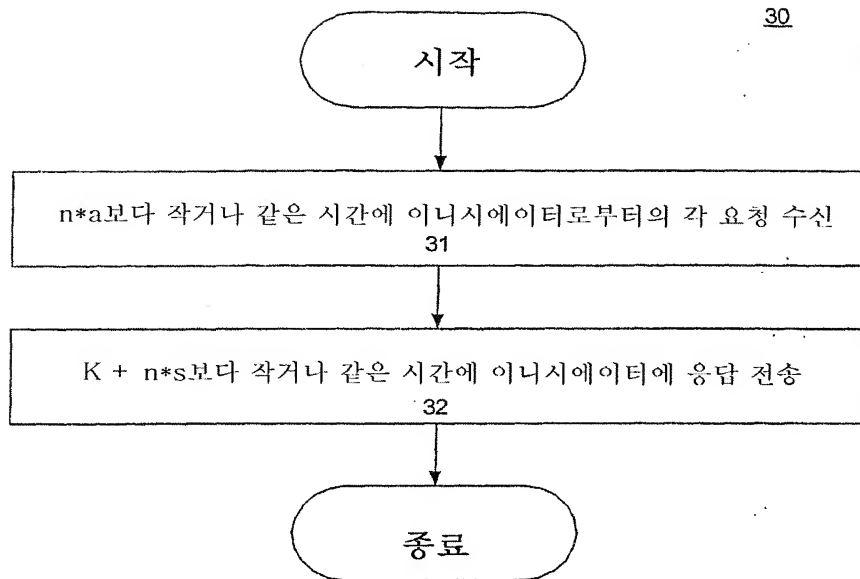 30
시작
n*a보다 작거나 같은 시간에 이니시에이터로부터의 각 요청 수신
31
K + n*s보다 작거나 같은 시간에 이니시에이터에 응답 전송
32
종료